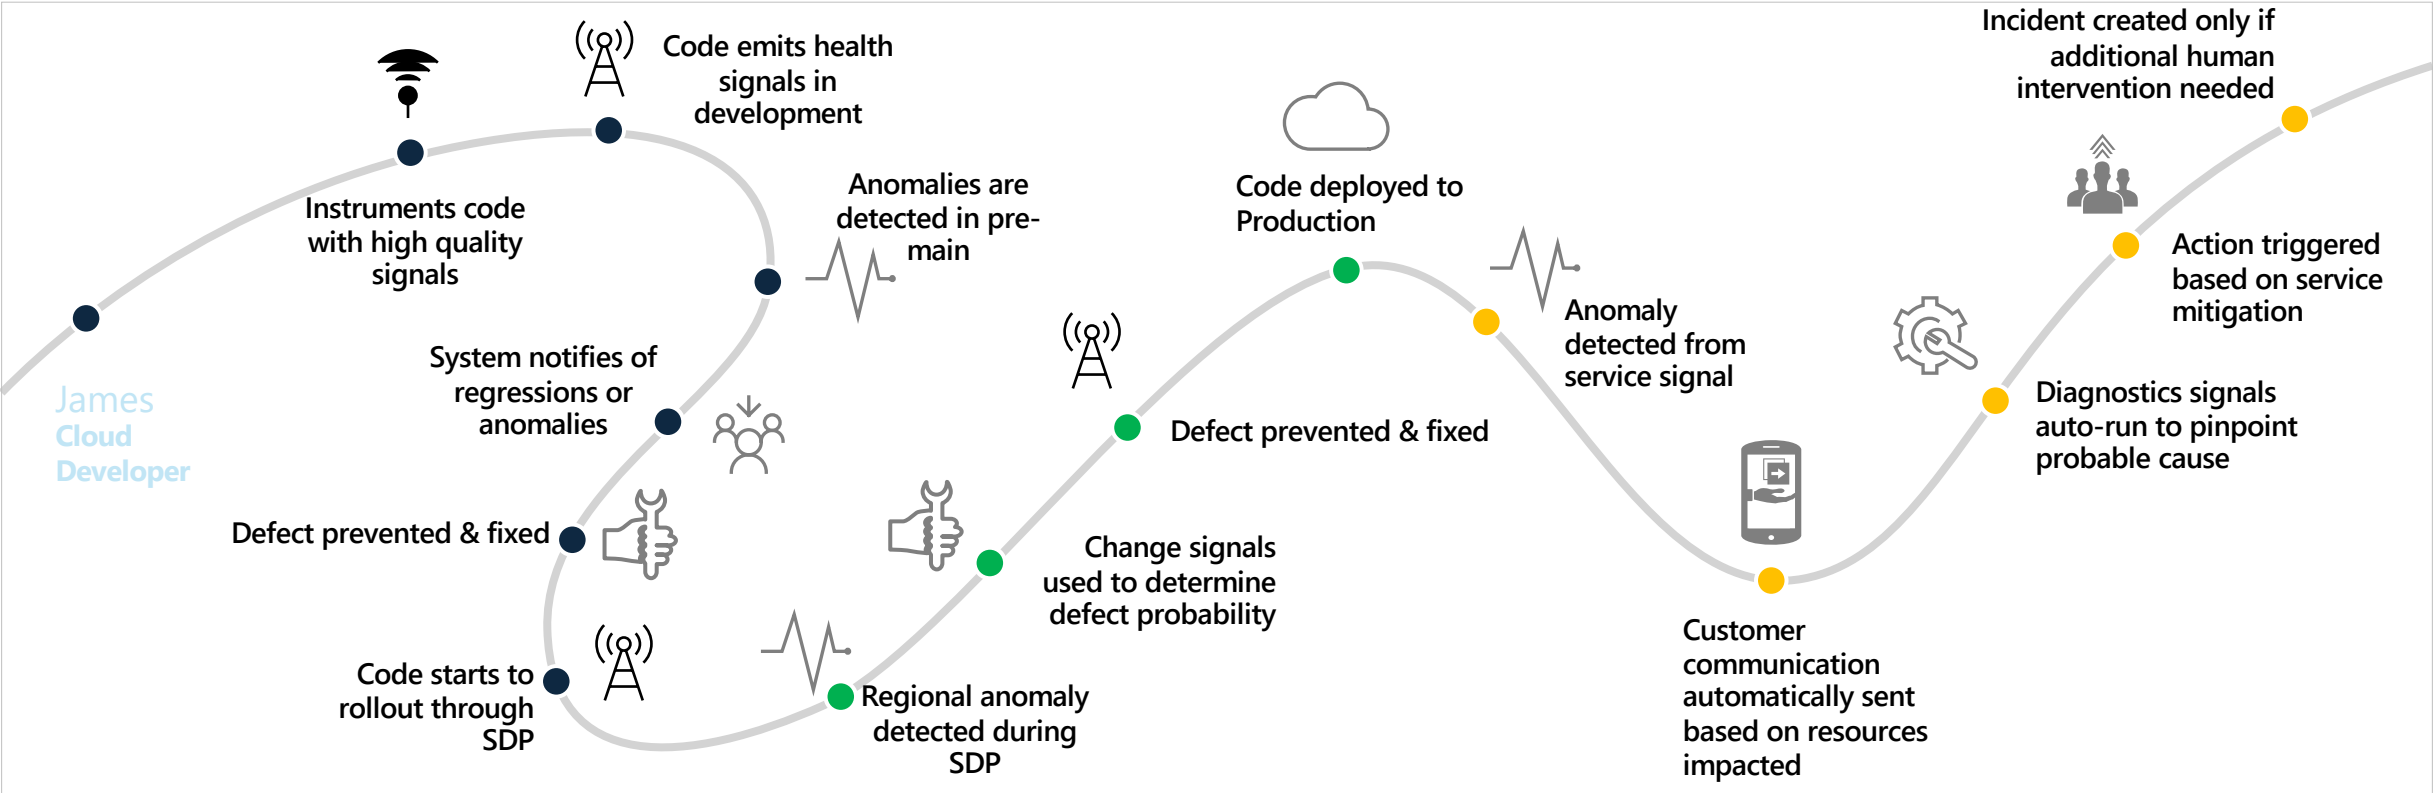 James
Cloud
Developer
Instruments code
with high quality
signals
Code emits health
signals in
development
Anomalies are
detected in pre-
main
System notifies of
regressions or
anomalies
Defect prevented & fixed
Code starts to
rollout through
SDP
Regional anomaly
detected during
SDP
Change signals
used to determine
defect probability
Defect prevented & fixed
Code deployed to
Production
Anomaly
detected from
service signal
Customer
communication
automatically sent
based on resources
impacted
Diagnostics signals
auto-run to pinpoint
probable cause
Action triggered
based on service
mitigation
Incident created only if
additional human
intervention needed